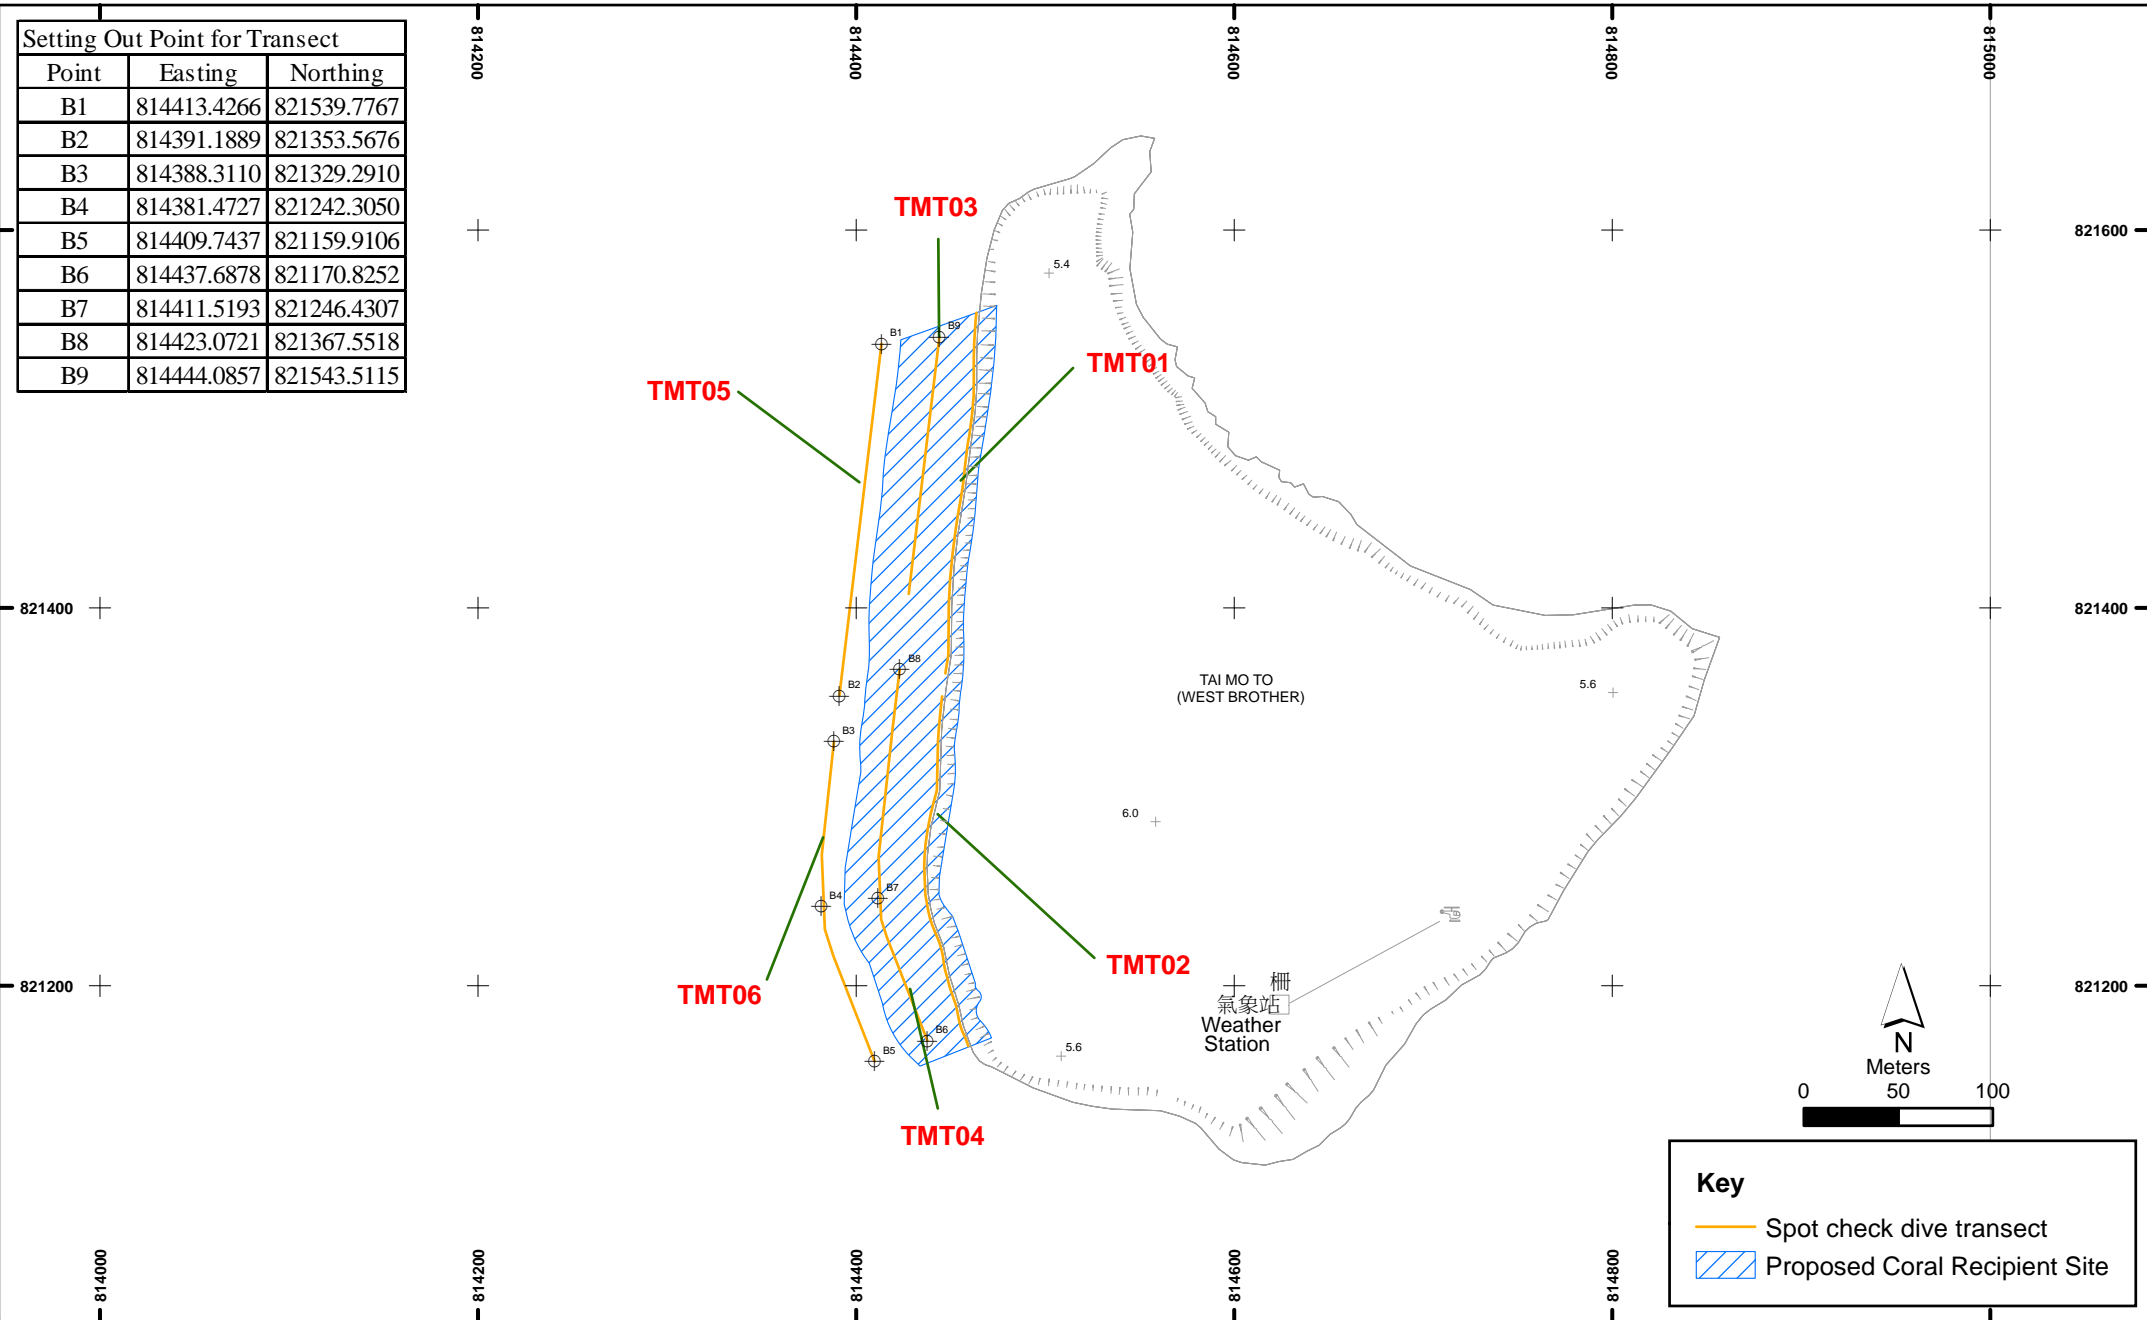 Setting Out Point for Transect
Point Easting Northing
B1 814413.4266 821539.7767
B2 814391.1889 821353.5676
B3 814388.3110 821329.2910
B4 814381.4727 821242.3050
B5 814409.7437 821159.9106
B6 814437.6878 821170.8252
B7 814411.5193 821246.4307
B8 814423.0721 821367.5518
B9 814444.0857 821543.5115
814200
814400
814600
814800
815000
TMT03
821600
5.4
B1
B9
TMT01
TMT05
821400
821400
B8
TAI MO TO
(WEST BROTHER)
5.6
B2
B3
6.0
B7
B4
TMT02
柵
821200
TMT06
氣象站
821200
Weather
Station
B6
5.6
B5
N
Meters
0 50 100
TMT04
Key
Spot check dive transect
Proposed Coral Recipient Site
814000
814200
814400
814600
814800